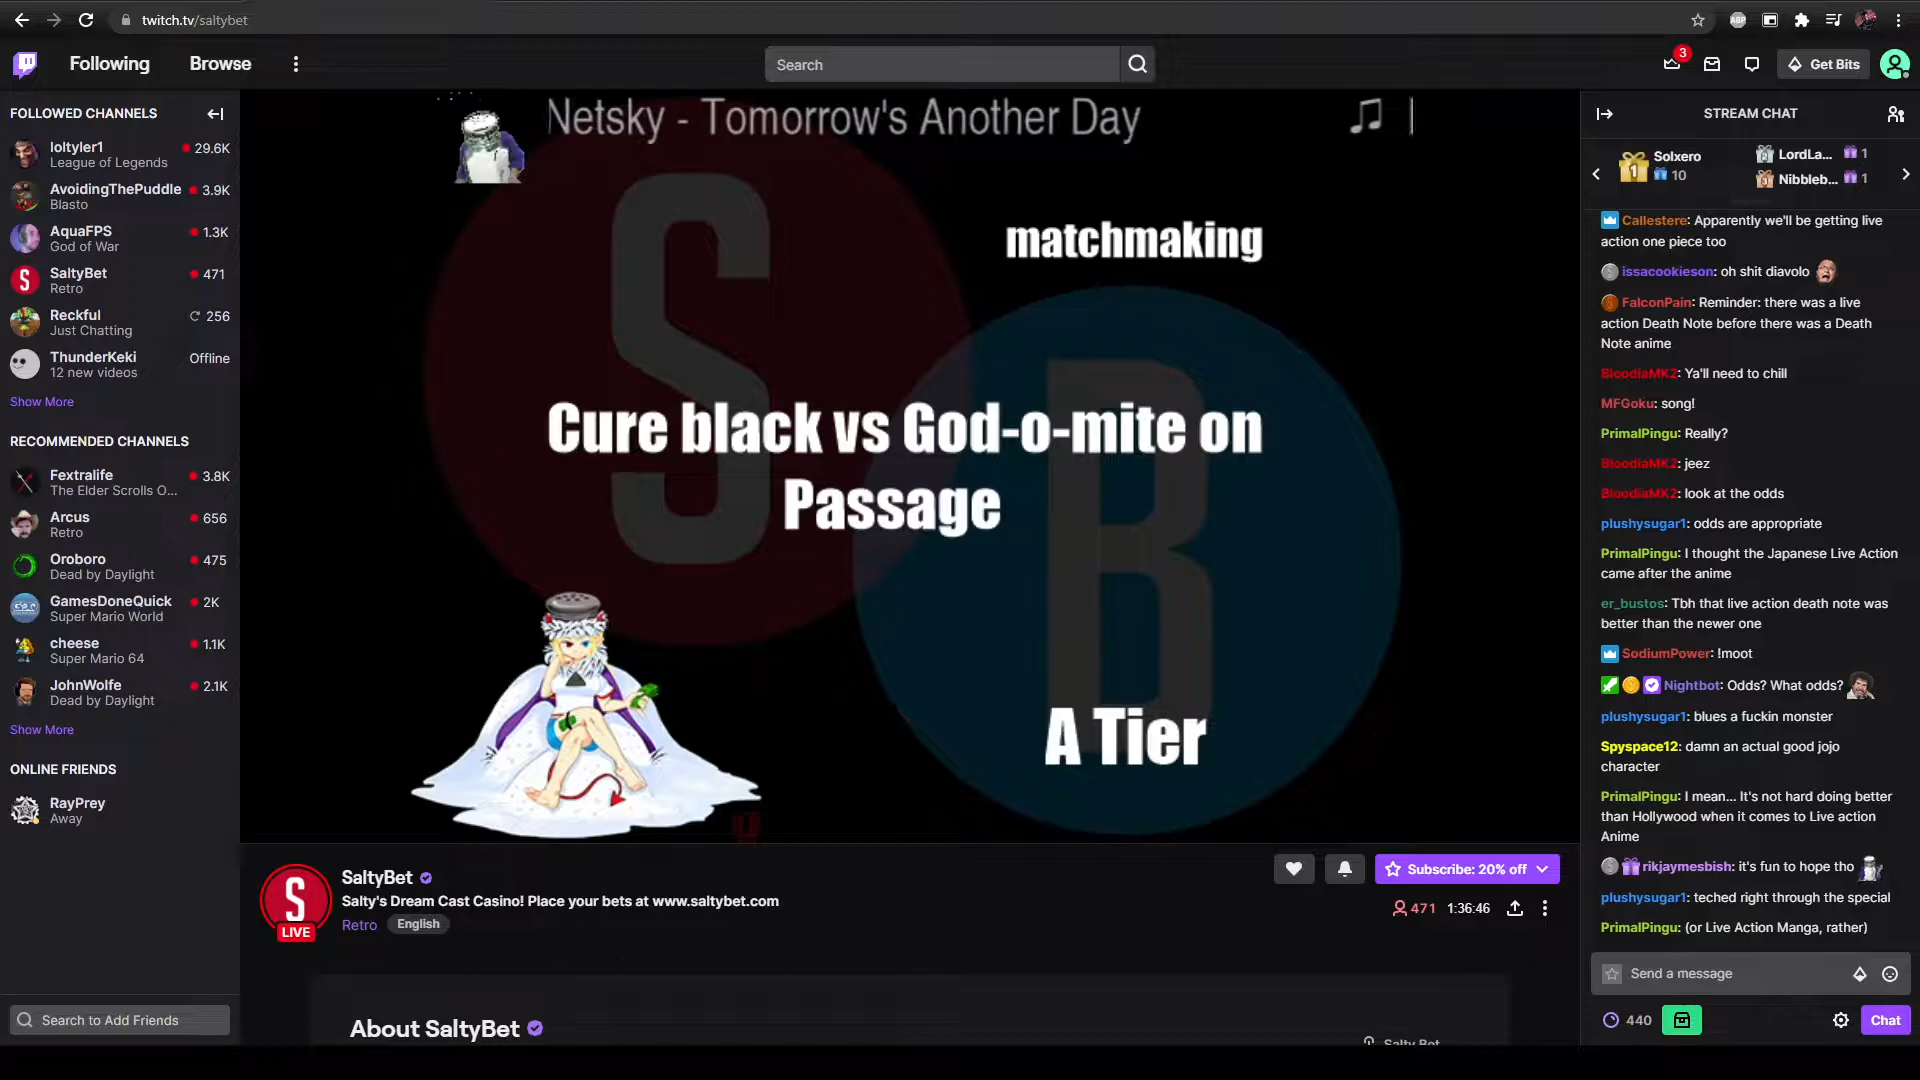 twitch.tv/saltybet
Following
Browse
Search
3
Get Bits
FOLLOWED CHANNELS
loltyler1
29.6K
League of Legends
AvoidingThePuddle
3.9K
Blasto
AquaFPS
1.3K
God of War
SaltyBet
471
Retro
Reckful
256
Just Chatting
ThunderKeki
Offline
12 new videos
Show More
RECOMMENDED CHANNELS
Fextralife
3.8K
The Elder Scrolls O...
Arcus
656
Retro
Oroboro
475
Dead by Daylight
GamesDoneQuick
2K
Super Mario World
cheese
1.1K
Super Mario 64
JohnWolfe
2.1K
Dead by Daylight
Show More
ONLINE FRIENDS
RayPrey
Away
Search to Add Friends
Netsky - Tomorrow's Another Day
S
B
matchmaking
Cure black vs God-o-mite on
Passage
A Tier
S
LIVE
SaltyBet
Salty's Dream Cast Casino! Place your bets at www.saltybet.com
Retro
English
Subscribe: 20% off
471
1:36:46
About SaltyBet
Salty Bet
STREAM CHAT
1
Solxero
10
LordLa...
1
Nibbleb...
1
Callestere: Apparently we'll be getting live
action one piece too
issacookieson: oh shit diavolo
FalconPain: Reminder: there was a live
action Death Note before there was a Death
Note anime
BloodiaMK2: Ya'll need to chill
MFGoku: song!
PrimalPingu: Really?
BloodiaMK2: jeez
BloodiaMK2: look at the odds
plushysugar1: odds are appropriate
PrimalPingu: I thought the Japanese Live Action
came after the anime
er_bustos: Tbh that live action death note was
better than the newer one
SodiumPower: !moot
Nightbot: Odds? What odds?
plushysugar1: blues a fuckin monster
Spyspace12: damn an actual good jojo
character
PrimalPingu: I mean... It's not hard doing better
than Hollywood when it comes to Live action
Anime
rikjaymesbish: it's fun to hope tho
plushysugar1: teched right through the special
PrimalPingu: (or Live Action Manga, rather)
Send a message
440
Chat